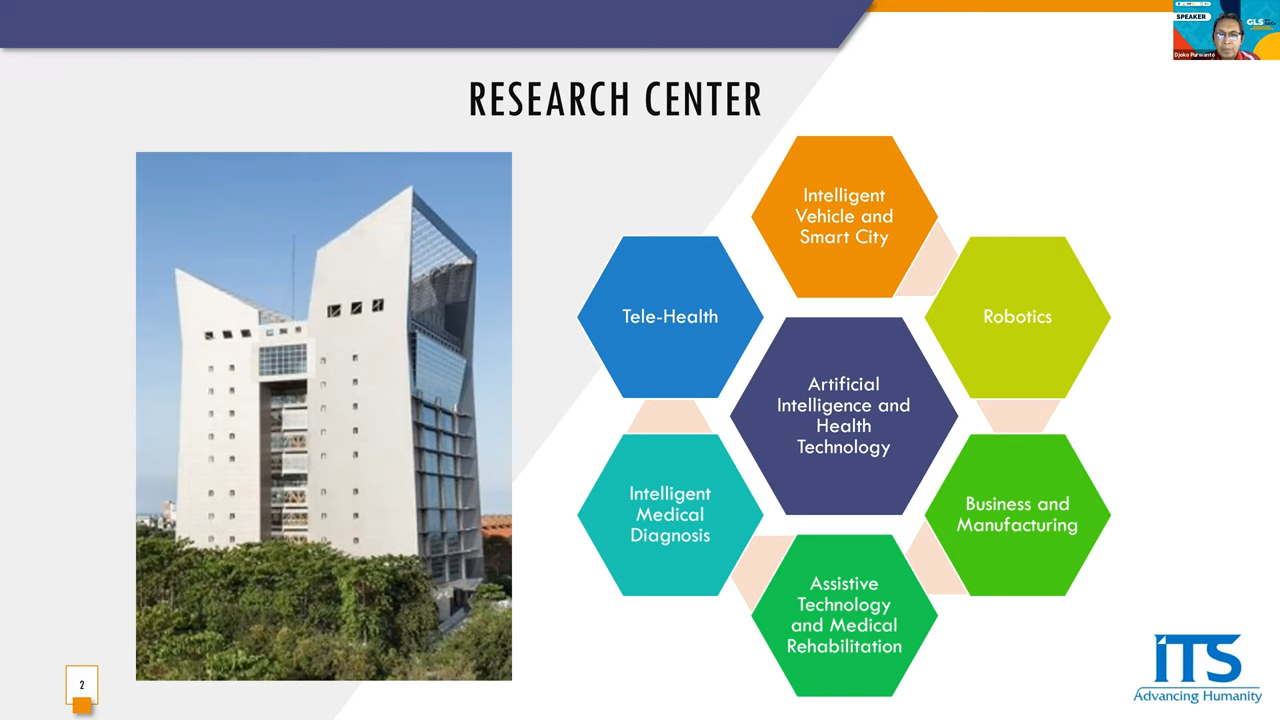 SPEAKER
GLS
Djoko Purwanto
RESEARCH CENTER
Intelligent
Vehicle and
Smart City
Tele-Health
Robotics
Artificial
Intelligence and
Health
Technology
Intelligent
Medical
Diagnosis
Business and
Manufacturing
Assistive
Technology
and Medical
Rehabilitation
2
iTS
Advancing Humanity